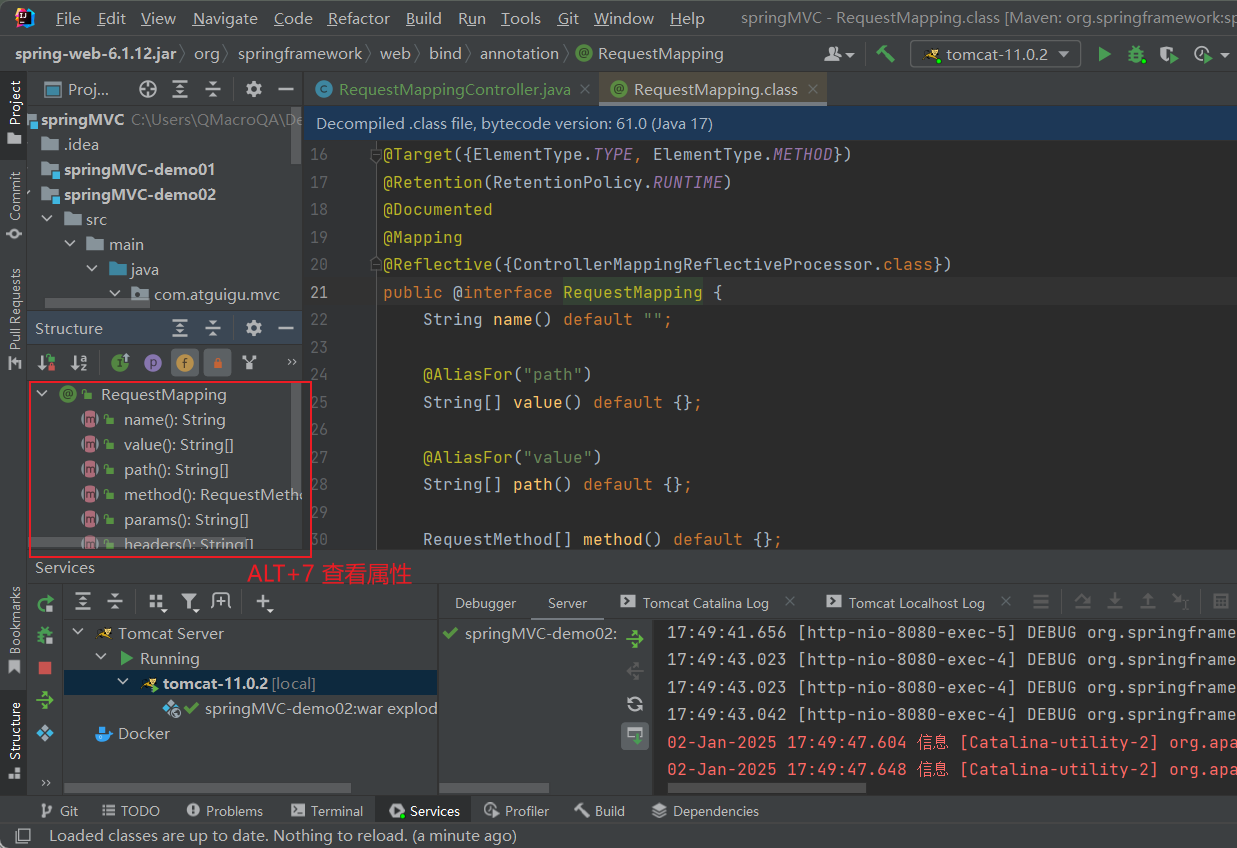 File Edit View Navigate Code Refactor Build Run Tools Git Window Help springMVC - RequestMapping.class [Maven: org.springframework:sp
spring-web-6.1.12.jar org springframework web bind annotation RequestMapping tomcat-11.0.2
Project
Commit
Pull Requests
Bookmarks
Structure
Proj...
springMVC C:\Users\QMacroQA\De
.idea
springMVC-demo01
springMVC-demo02
src
main
java
com.atguigu.mvc
Structure
RequestMapping
name(): String
value(): String[]
path(): String[]
method(): RequestMeth
params(): String[]
headers(): String[]
RequestMappingController.java RequestMapping.class
Decompiled .class file, bytecode version: 61.0 (Java 17)
16 @Target({ElementType.TYPE, ElementType.METHOD})
17 @Retention(RetentionPolicy.RUNTIME)
18 @Documented
19 @Mapping
20 @Reflective({ControllerMappingReflectiveProcessor.class})
21 public @interface RequestMapping {
22 String name() default "";
23
24 @AliasFor("path")
25 String[] value() default {};
26
27 @AliasFor("value")
28 String[] path() default {};
29
30 RequestMethod[] method() default {};
Services
ALT+7 查看属性
Tomcat Server
Running
tomcat-11.0.2 [local]
springMVC-demo02:war explod
Docker
Debugger Server Tomcat Catalina Log Tomcat Localhost Log
springMVC-demo02:
17:49:41.656 [http-nio-8080-exec-5] DEBUG org.springframe
17:49:43.023 [http-nio-8080-exec-4] DEBUG org.springframe
17:49:43.023 [http-nio-8080-exec-4] DEBUG org.springframe
17:49:43.042 [http-nio-8080-exec-4] DEBUG org.springframe
02-Jan-2025 17:49:47.604 信息 [Catalina-utility-2] org.apa
02-Jan-2025 17:49:47.648 信息 [Catalina-utility-2] org.apa
Git TODO Problems Terminal Services Profiler Build Dependencies
Loaded classes are up to date. Nothing to reload. (a minute ago)